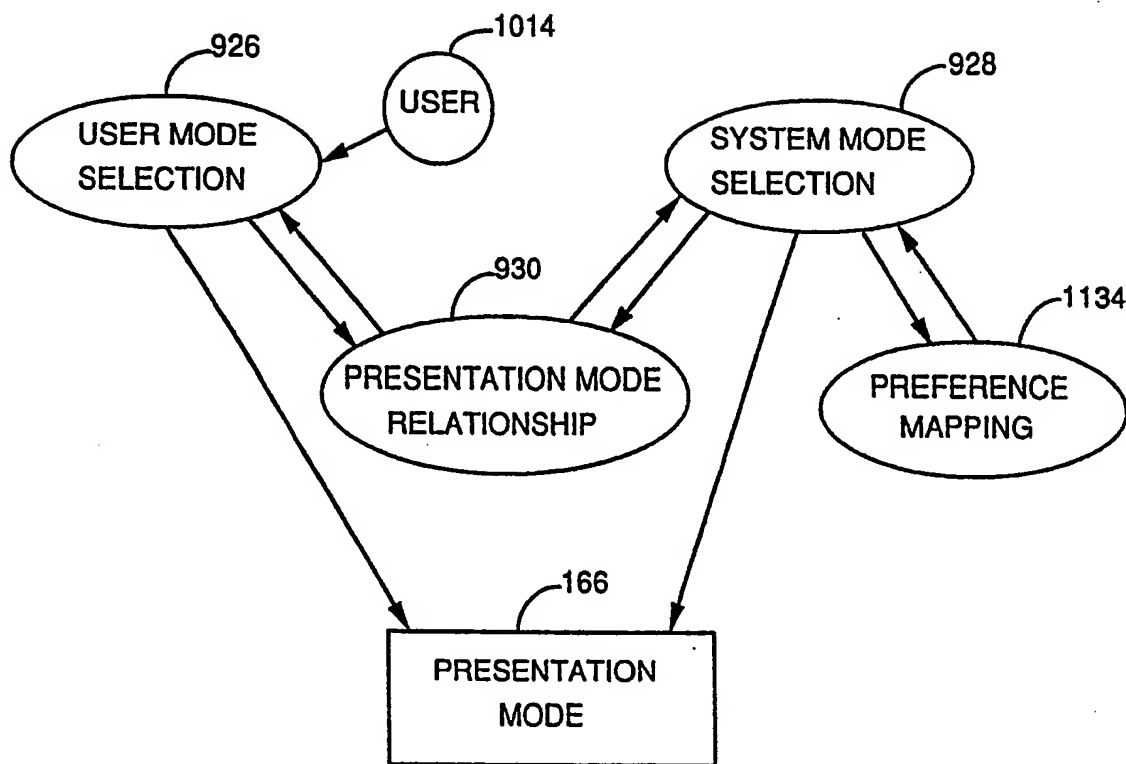 1014
926
USER
928
USER MODE
SELECTION
SYSTEM MODE
SELECTION
930
1134
PRESENTATION MODE
RELATIONSHIP
PREFERENCE
MAPPING
166
PRESENTATION
MODE